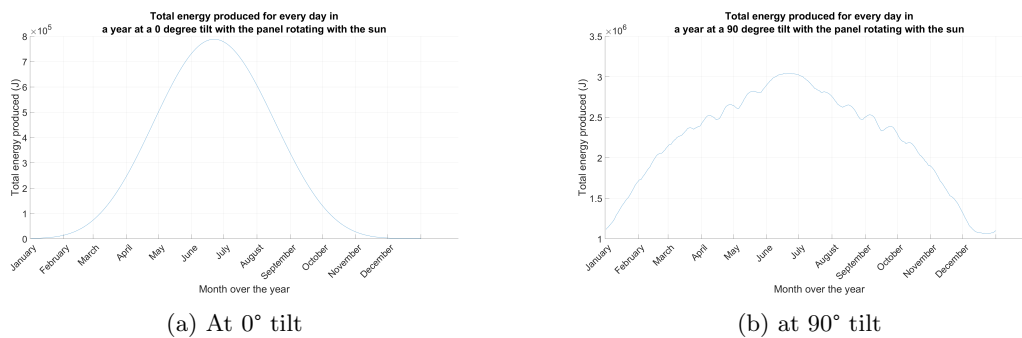 Total energy produced for every day in
a year at a 0 degree tilt with the panel rotating with the sun
×10⁵
8
7
6
5
4
3
2
1
0
Total energy produced (J)
January
February
March
April
May
June
July
August
September
October
November
December
Month over the year
(a) At 0° tilt
Total energy produced for every day in
a year at a 90 degree tilt with the panel rotating with the sun
×10⁶
3.5
3
2.5
2
1.5
1
Total energy produced (J)
January
February
March
April
May
June
July
August
September
October
November
December
Month over the year
(b) at 90° tilt